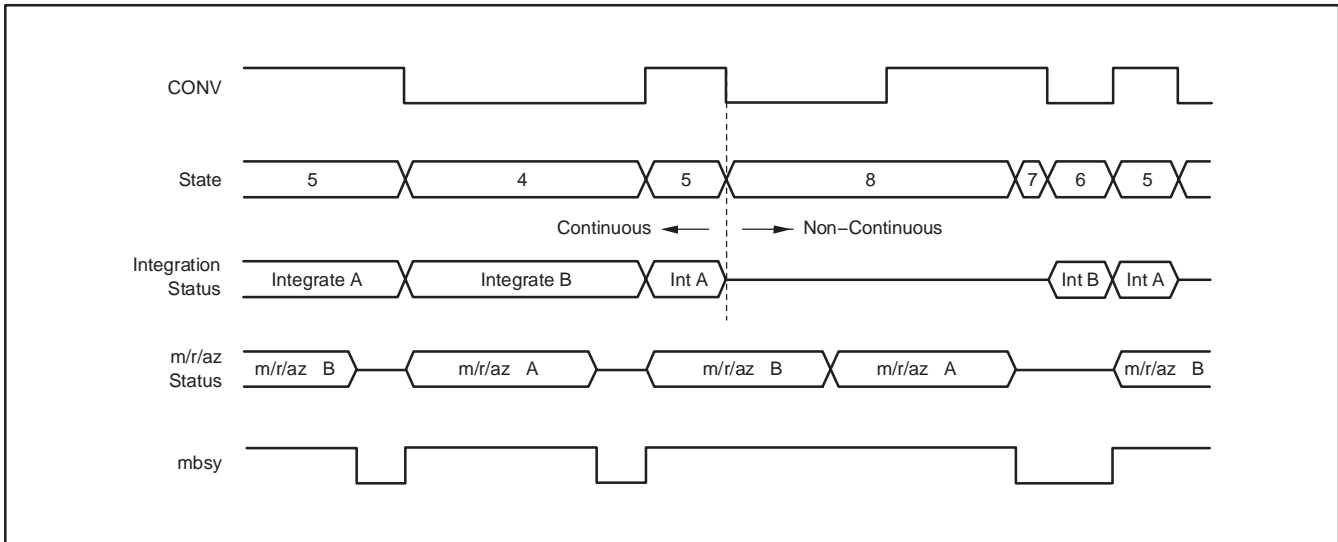 CONV
State
5
4
5
8
7
6
5
Continuous
Non−Continuous
Integration
Status
Integrate A
Integrate B
Int A
Int B
Int A
m/r/az
Status
m/r/az B
m/r/az A
m/r/az B
m/r/az A
m/r/az B
mbsy